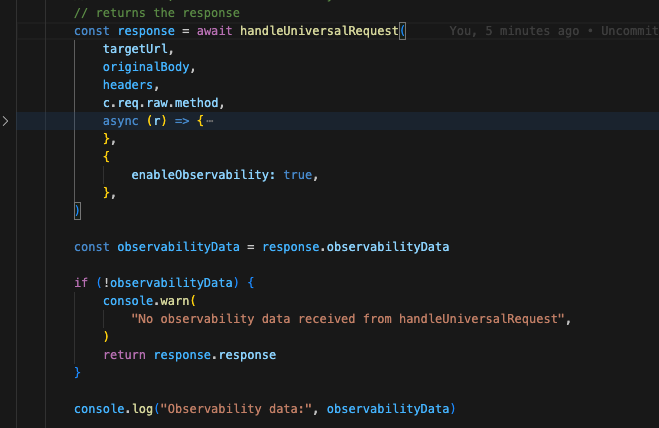 // returns the response
const response = await handleUniversalRequest( You, 5 minutes ago • Uncommit
targetUrl,
originalBody,
headers,
c.req.raw.method,
async (r) => {⋯
},
{
enableObservability: true,
},
)
const observabilityData = response.observabilityData
if (!observabilityData) {
console.warn(
"No observability data received from handleUniversalRequest",
)
return response.response
}
console.log("Observability data:", observabilityData)